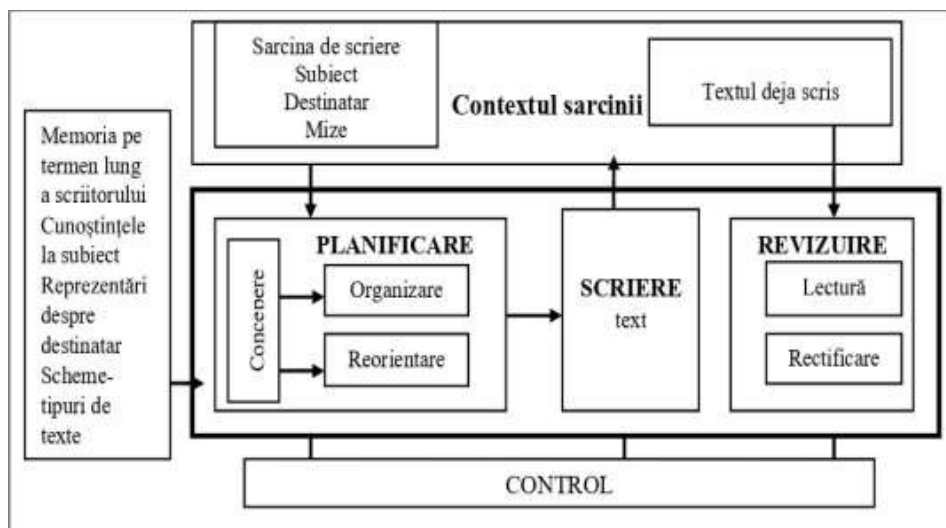 Sarcina de scriere
Subiect
Destinatar
Mize
Contextul sarcinii
Textul deja scris
Memoria pe
termen lung
a scriitorului
Cunoștințele
la subiect
Reprezentări
despre
destinatar
Scheme-
tipuri de
texte
PLANIFICARE
Concepere
Organizare
Reorientare
SCRIERE
text
REVIZUIRE
Lectură
Rectificare
CONTROL